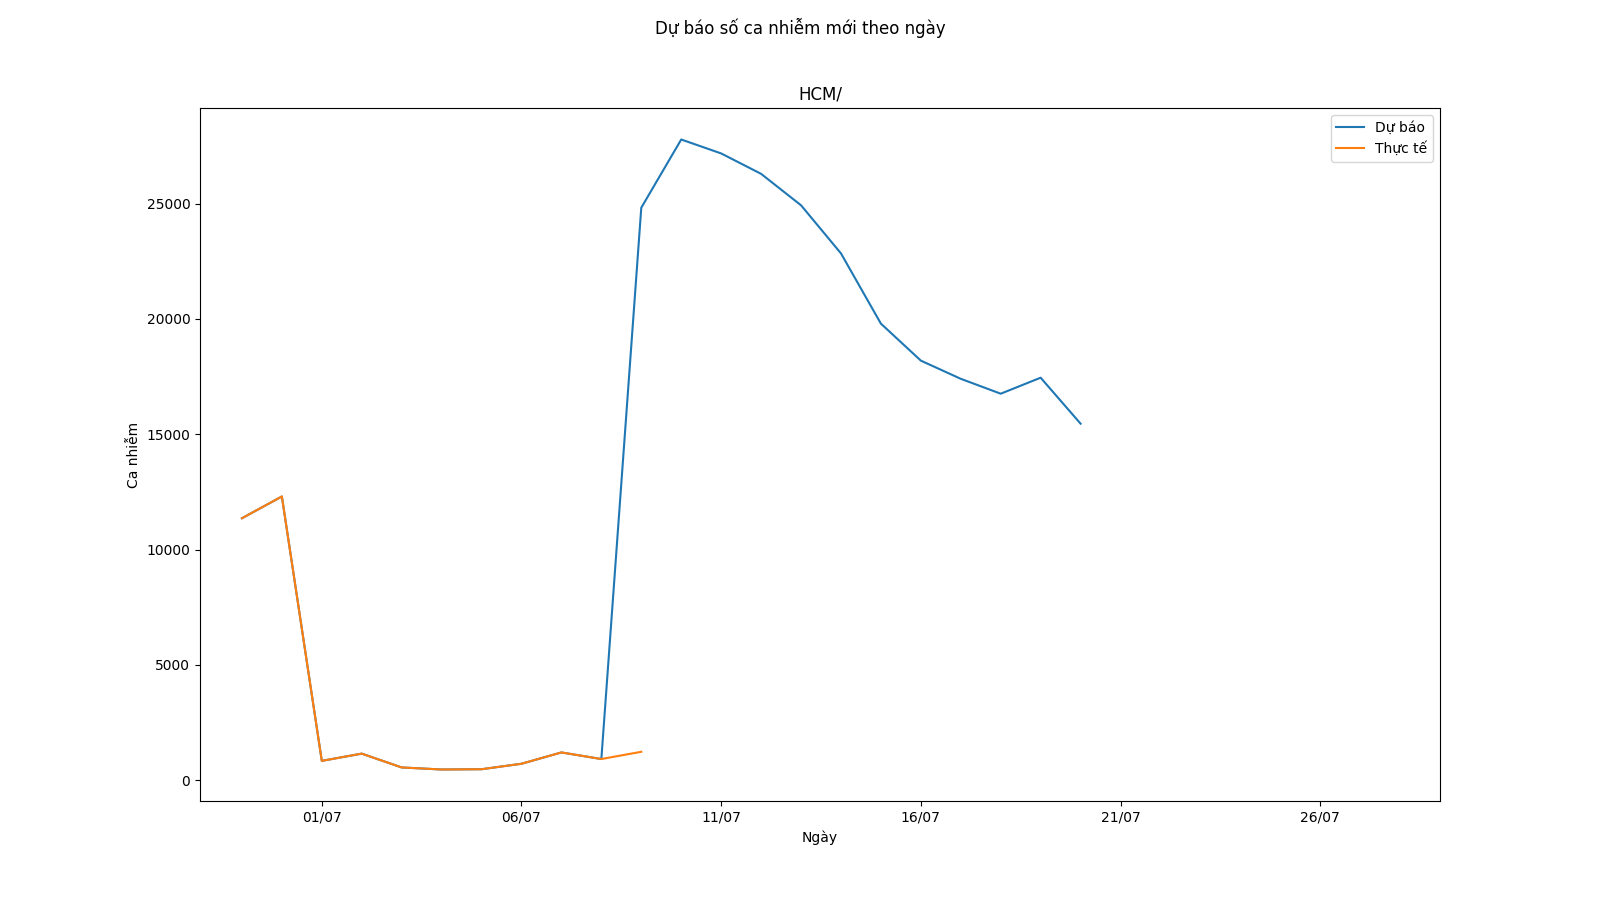 Dự báo số ca nhiễm mới theo ngày
HCM/
Dự báo
Thực tế
25000
20000
15000
10000
5000
0
Ca nhiễm
01/07
06/07
11/07
16/07
21/07
26/07
Ngày